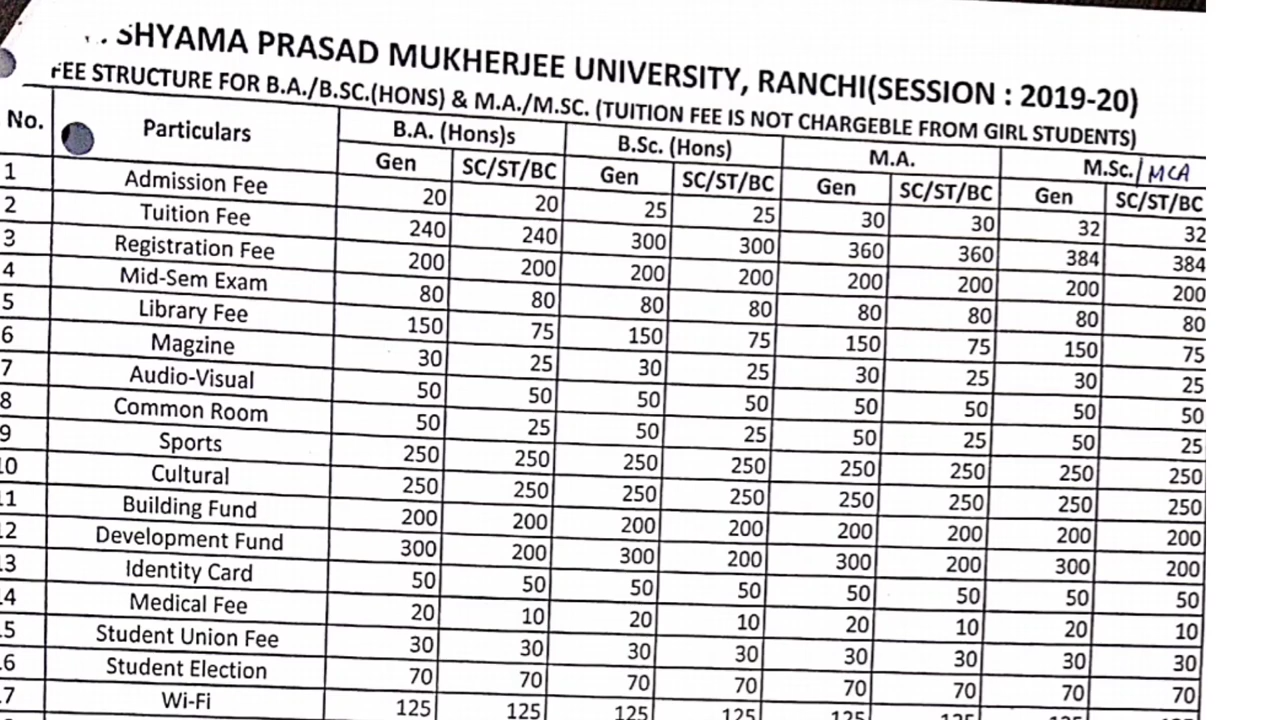 SHYAMA PRASAD MUKHERJEE UNIVERSITY, RANCHI(SESSION : 2019-20)
FEE STRUCTURE FOR B.A./B.SC.(HONS) & M.A./M.SC. (TUITION FEE IS NOT CHARGEBLE FROM GIRL STUDENTS)
No. Particulars B.A. (Hons)s B.Sc. (Hons) M.A. M.Sc./MCA
Gen SC/ST/BC Gen SC/ST/BC Gen SC/ST/BC Gen SC/ST/BC
1 Admission Fee 20 20 25 25 30 30 32 32
2 Tuition Fee 240 240 300 300 360 360 384 384
3 Registration Fee 200 200 200 200 200 200 200 200
4 Mid-Sem Exam 80 80 80 80 80 80 80 80
5 Library Fee 150 75 150 75 150 75 150 75
6 Magzine 30 25 30 25 30 25 30 25
7 Audio-Visual 50 50 50 50 50 50 50 50
8 Common Room 50 25 50 25 50 25 50 25
9 Sports 250 250 250 250 250 250 250 250
10 Cultural 250 250 250 250 250 250 250 250
11 Building Fund 200 200 200 200 200 200 200 200
12 Development Fund 300 200 300 200 300 200 300 200
13 Identity Card 50 50 50 50 50 50 50 50
14 Medical Fee 20 10 20 10 20 10 20 10
15 Student Union Fee 30 30 30 30 30 30 30 30
16 Student Election 70 70 70 70 70 70 70 70
17 Wi-Fi 125 125 125 125 125 125